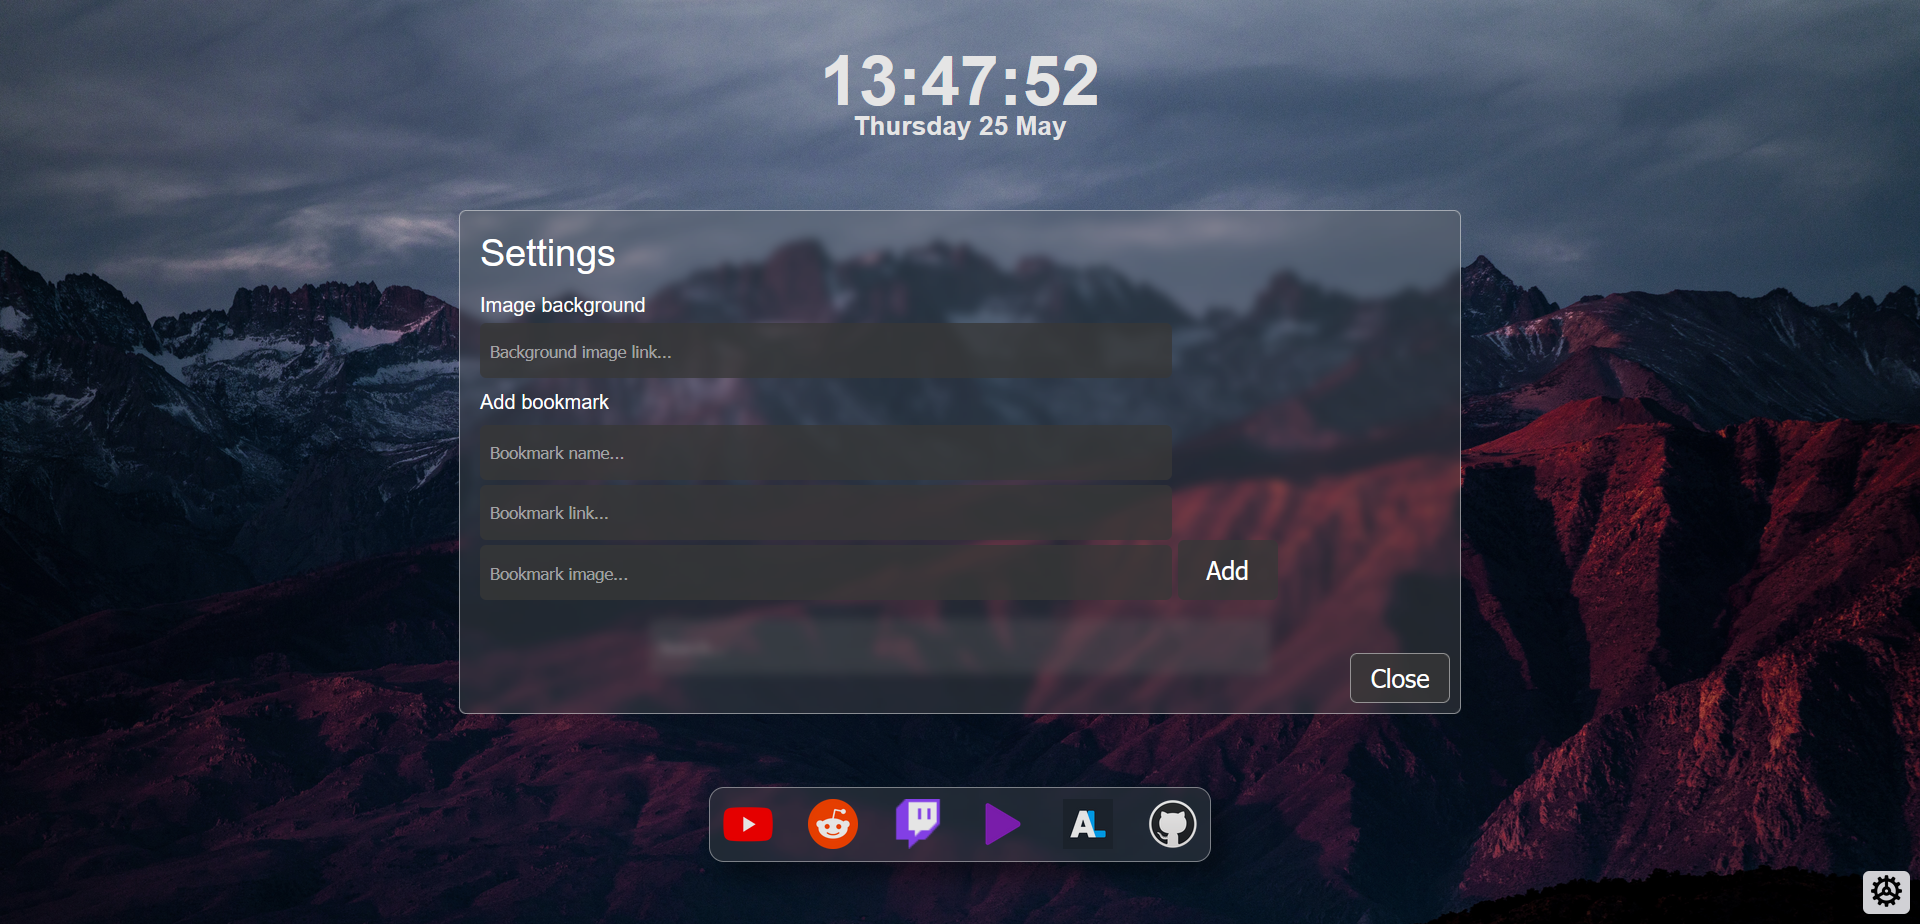 13:47:52
Thursday 25 May
Settings
Image background
Background image link...
Add bookmark
Bookmark name...
Bookmark link...
Bookmark image...
Add
Close
AL